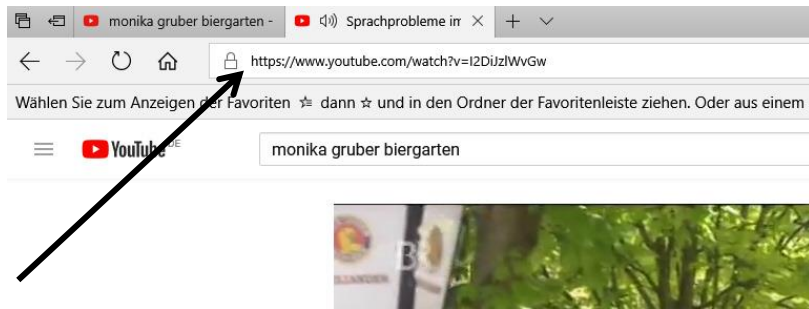 monika gruber biergarten - Sprachprobleme im
https://www.youtube.com/watch?v=I2DiJzlWvGw
Wählen Sie zum Anzeigen der Favoriten dann und in den Ordner der Favoritenleiste ziehen. Oder aus einem
YouTube DE monika gruber biergarten